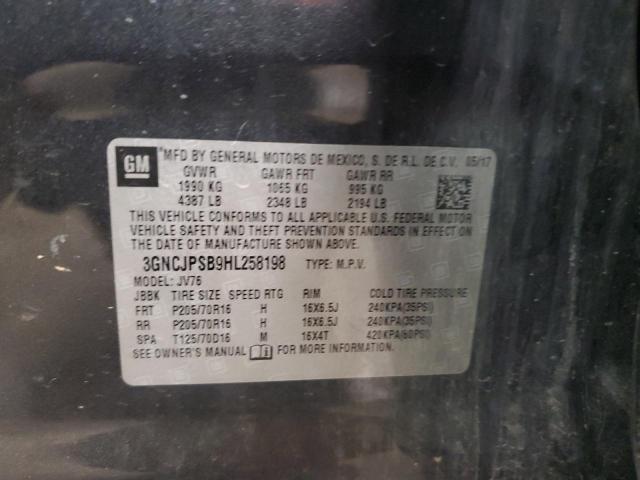 GM
*MFD BY GENERAL MOTORS DE MEXICO, S. DE R.L. DE C.V. 05/17
GVWR GAWR FRT GAWR RR
1990 KG 1065 KG 995 KG
4387 LB 2348 LB 2194 LB
THIS VEHICLE CONFORMS TO ALL APPLICABLE U.S. FEDERAL MOTOR
VEHICLE SAFETY AND THEFT PREVENTION STANDARDS IN
EFFECT ON THE DATE OF MANUFACTURE SHOWN ABOVE.
3GNCJPSB9HL258198 TYPE: M.P.V.
MODEL: JV76
JBBK TIRE SIZE SPEED RTG RIM COLD TIRE PRESSURE
FRT P205/70R16 H 16X6.5J 240KPA(35PSI)
RR P205/70R16 H 16X6.5J 240KPA(35PSI)
SPA T125/70D16 M 16X4T 420KPA(60PSI)
SEE OWNER'S MANUAL FOR MORE INFORMATION.